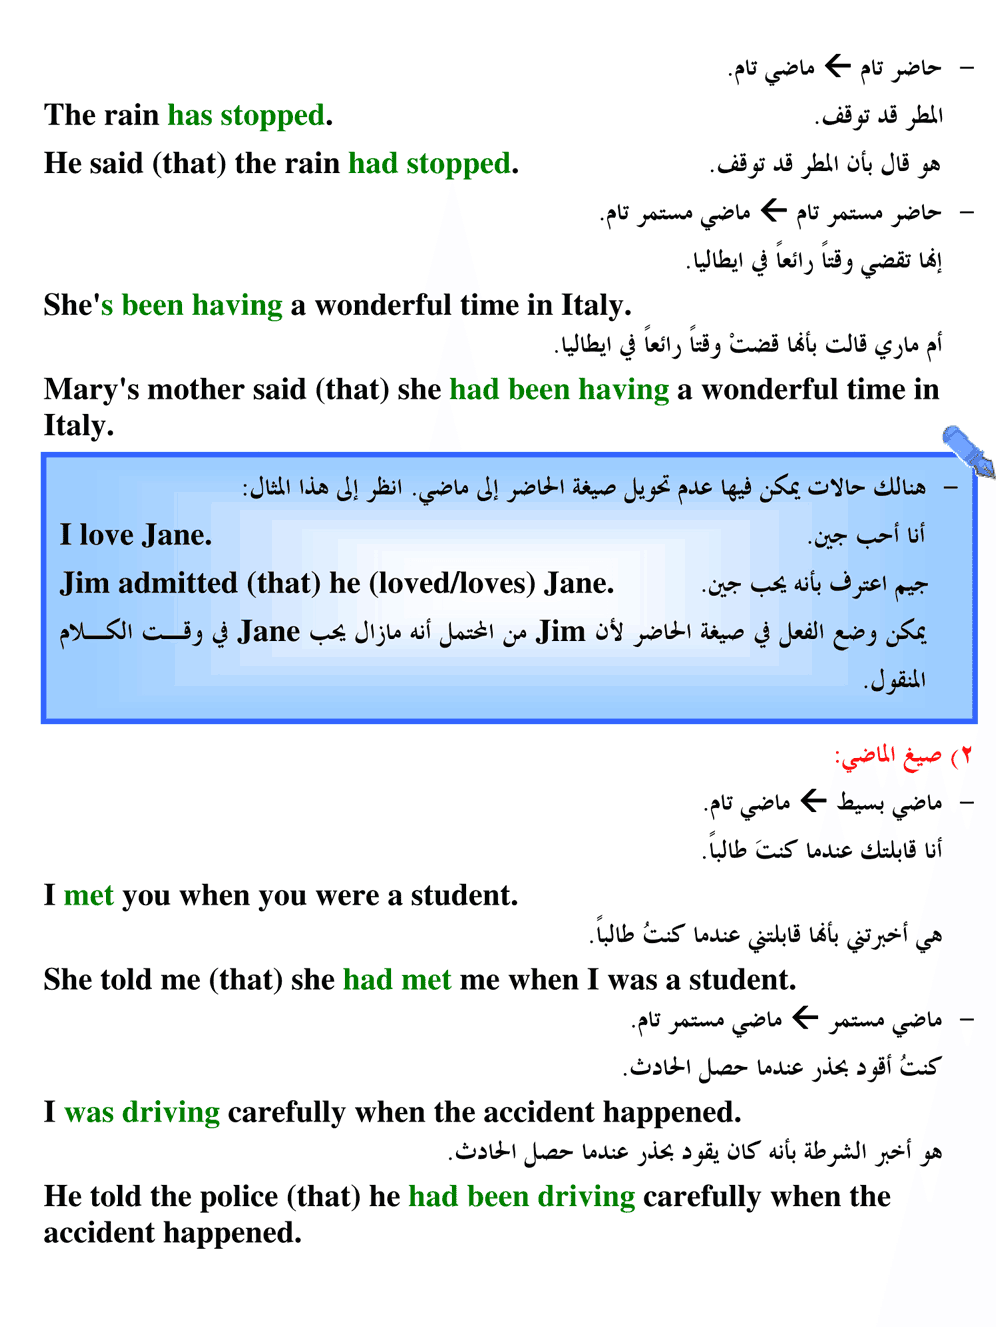 – حاضر تام ← ماضي تام.
The rain has stopped. المطر قد توقف.
He said (that) the rain had stopped. هو قال بأن المطر قد توقف.
– حاضر مستمر تام ← ماضي مستمر تام.
إنها تقضي وقتاً رائعاً في ايطاليا.
She's been having a wonderful time in Italy.
أم ماري قالت بأنها قضتْ وقتاً رائعاً في ايطاليا.
Mary's mother said (that) she had been having a wonderful time in
Italy.
– هنالك حالات يمكن فيها عدم تحويل صيغة الحاضر إلى ماضي. انظر إلى هذا المثال:
I love Jane. أنا أحب جين.
Jim admitted (that) he (loved/loves) Jane. جيم اعترف بأنه يحب جين.
يمكن وضع الفعل في صيغة الحاضر لأن Jim من المحتمل أنه مازال يحب Jane في وقـــت الكـــلام
المنقول.
٢) صيغ الماضي:
– ماضي بسيط ← ماضي تام.
أنا قابلتك عندما كنتَ طالباً.
I met you when you were a student.
هي أخبرتني بأنها قابلتني عندما كنتُ طالباً.
She told me (that) she had met me when I was a student.
– ماضي مستمر ← ماضي مستمر تام.
كنتُ أقود بحذر عندما حصل الحادث.
I was driving carefully when the accident happened.
هو أخبر الشرطة بأنه كان يقود بحذر عندما حصل الحادث.
He told the police (that) he had been driving carefully when the
accident happened.